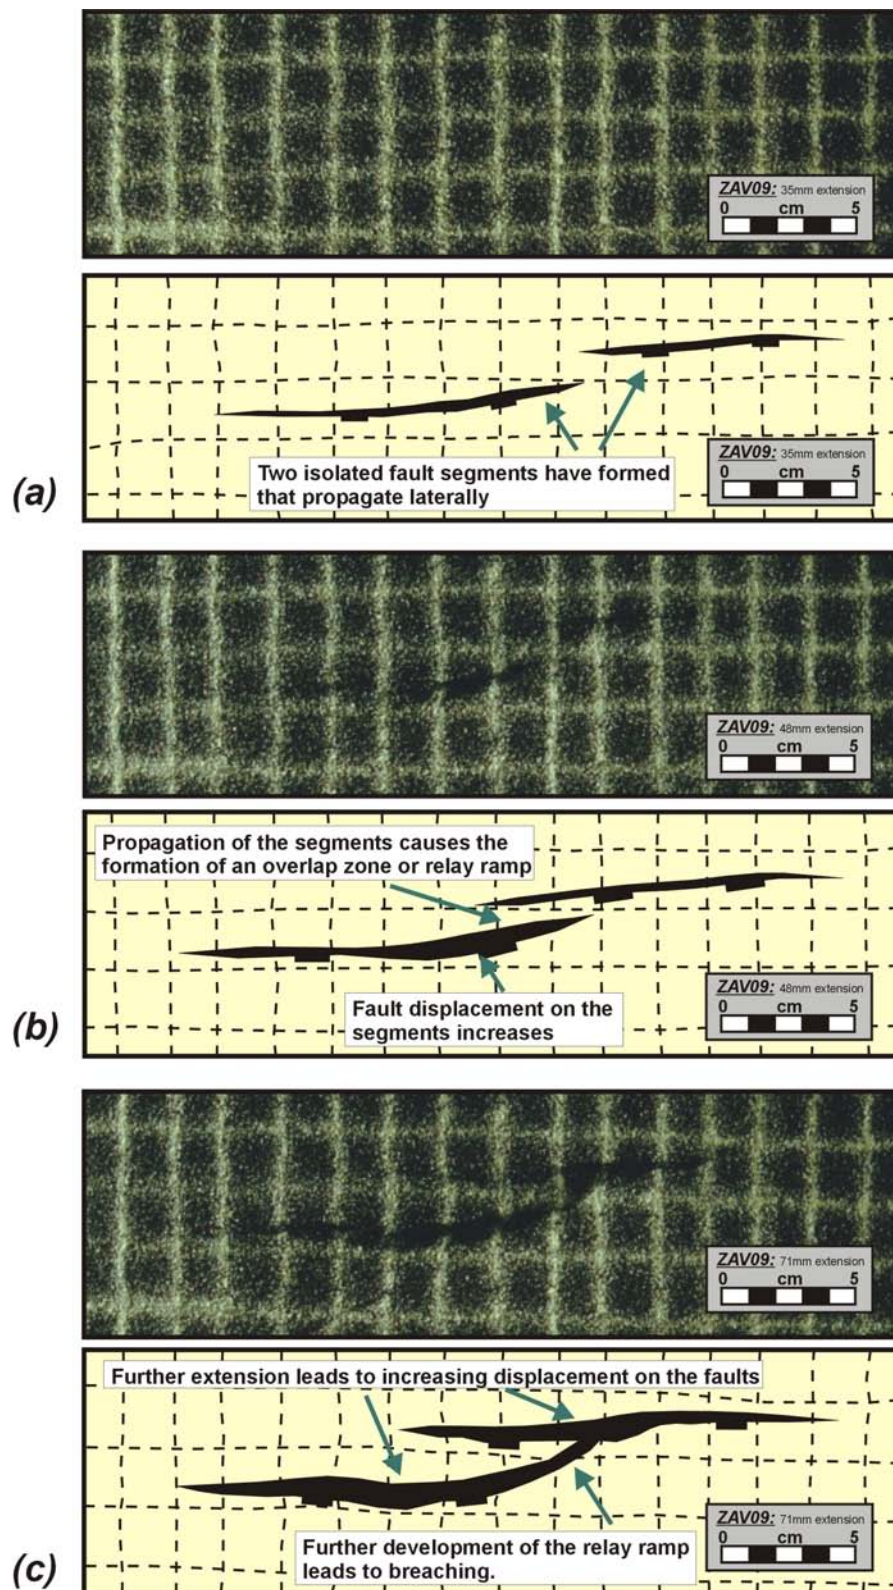 ZAV09: 35mm extension
0 cm 5
Two isolated fault segments have formed
that propagate laterally
ZAV09: 35mm extension
0 cm 5
(a)
ZAV09: 48mm extension
0 cm 5
Propagation of the segments causes the
formation of an overlap zone or relay ramp
Fault displacement on the
segments increases
ZAV09: 48mm extension
0 cm 5
(b)
ZAV09: 71mm extension
0 cm 5
Further extension leads to increasing displacement on the faults
Further development of the relay ramp
leads to breaching.
ZAV09: 71mm extension
0 cm 5
(c)